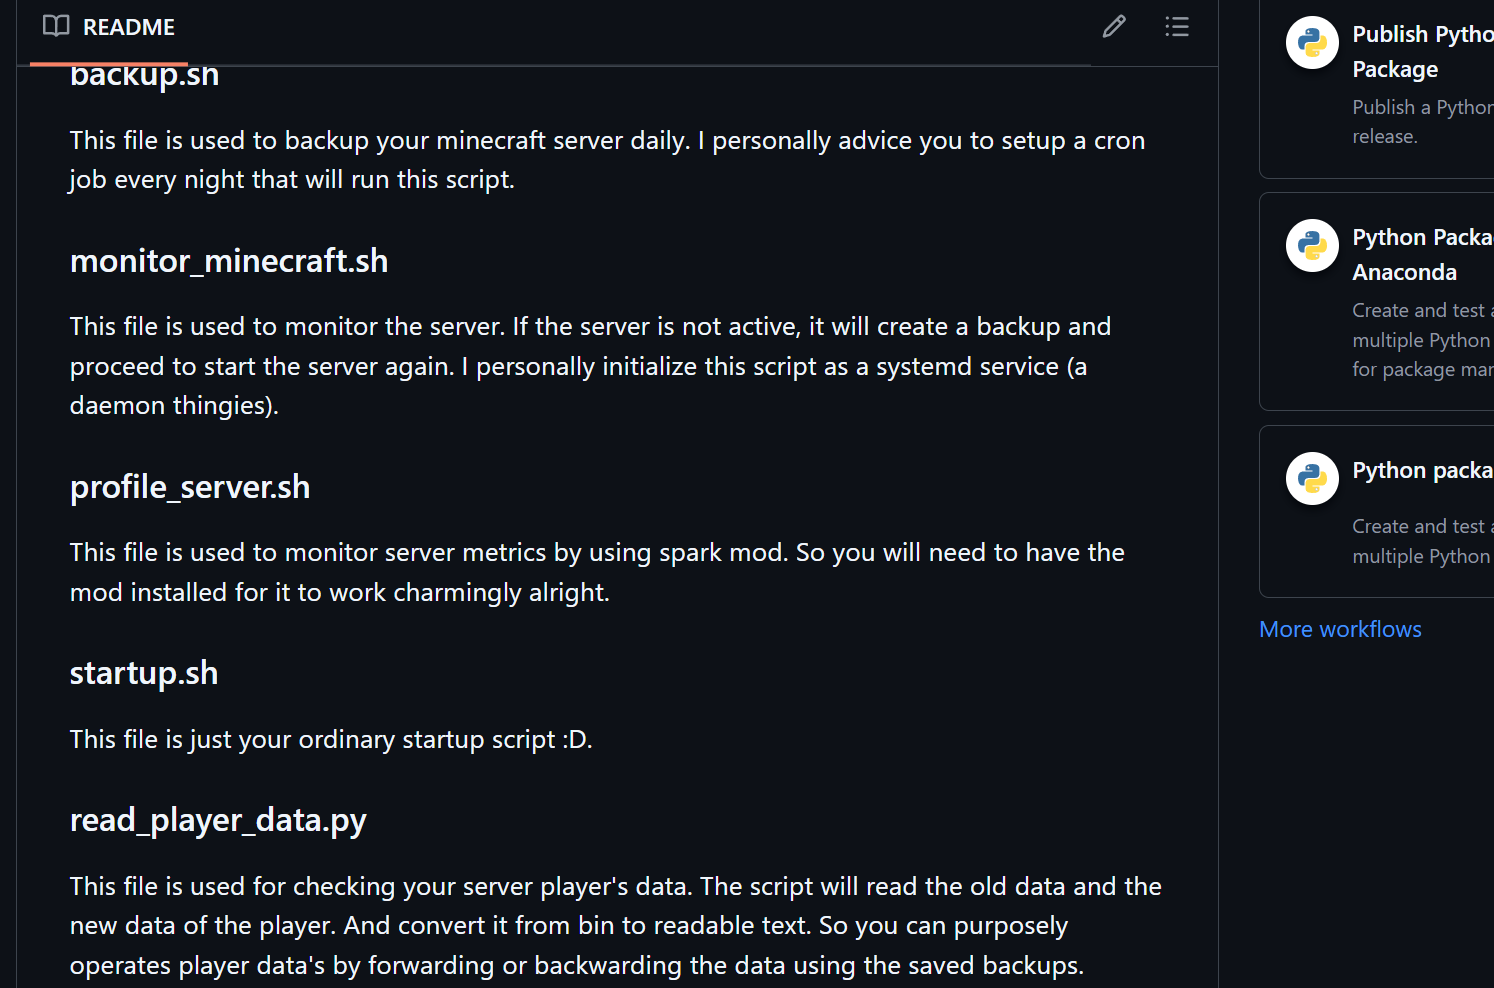 README
backup.sh
This file is used to backup your minecraft server daily. I personally advice you to setup a cron
job every night that will run this script.
monitor_minecraft.sh
This file is used to monitor the server. If the server is not active, it will create a backup and
proceed to start the server again. I personally initialize this script as a systemd service (a
daemon thingies).
profile_server.sh
This file is used to monitor server metrics by using spark mod. So you will need to have the
mod installed for it to work charmingly alright.
startup.sh
This file is just your ordinary startup script :D.
read_player_data.py
This file is used for checking your server player's data. The script will read the old data and the
new data of the player. And convert it from bin to readable text. So you can purposely
operates player data's by forwarding or backwarding the data using the saved backups.
Publish Pytho
Package
Publish a Python
release.
Python Packa
Anaconda
Create and test a
multiple Python
for package mar
Python packa
Create and test a
multiple Python
More workflows